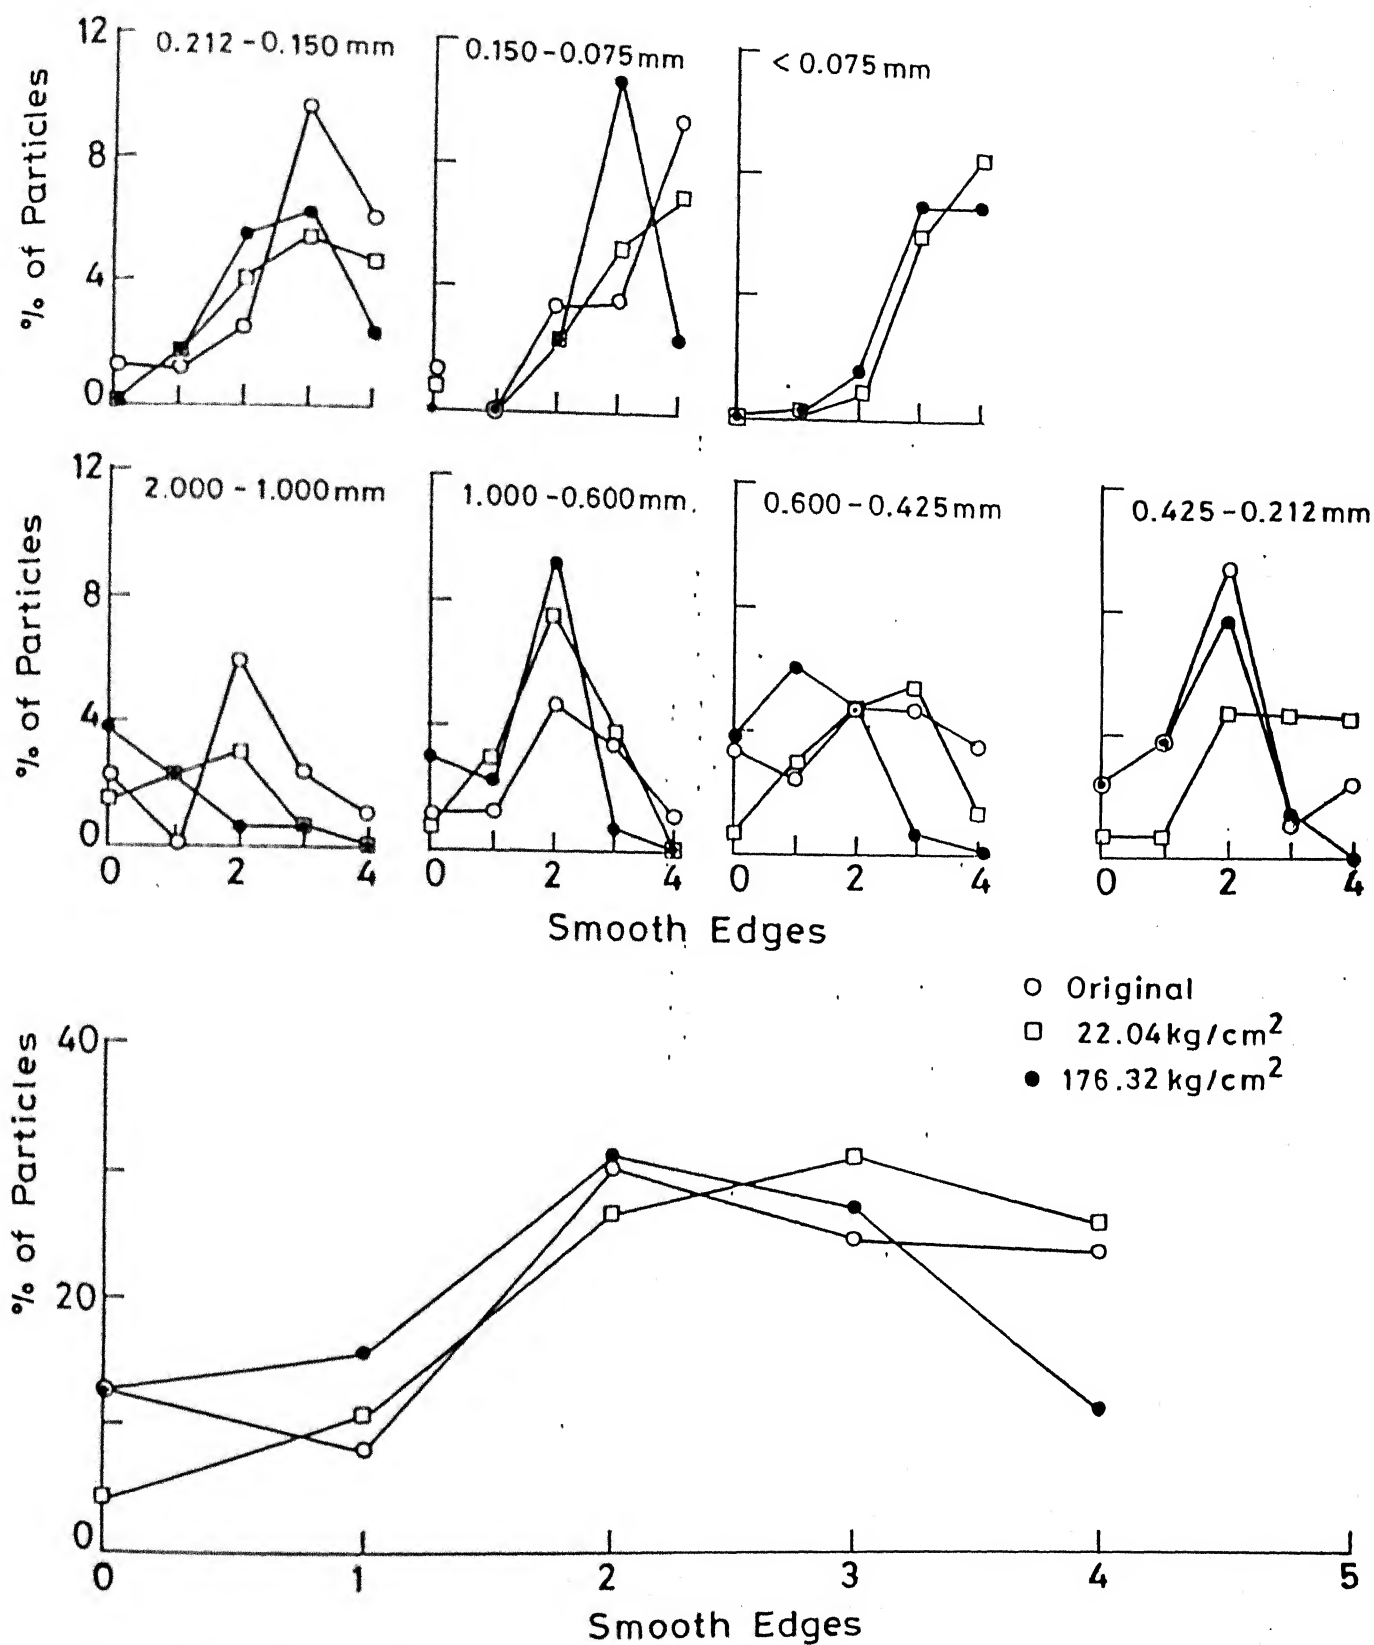 12
8
4
0
% of Particles
0.212 - 0.150 mm
0.150 - 0.075 mm
< 0.075 mm
12
8
4
0
% of Particles
2.000 - 1.000 mm
1.000 - 0.600 mm
0.600 - 0.425 mm
0.425 - 0.212 mm
0 2 4
0 2 4
0 2 4
0 2 4
Smooth Edges
Original
22.04 kg/cm²
176.32 kg/cm²
40
20
0
% of Particles
0 1 2 3 4 5
Smooth Edges